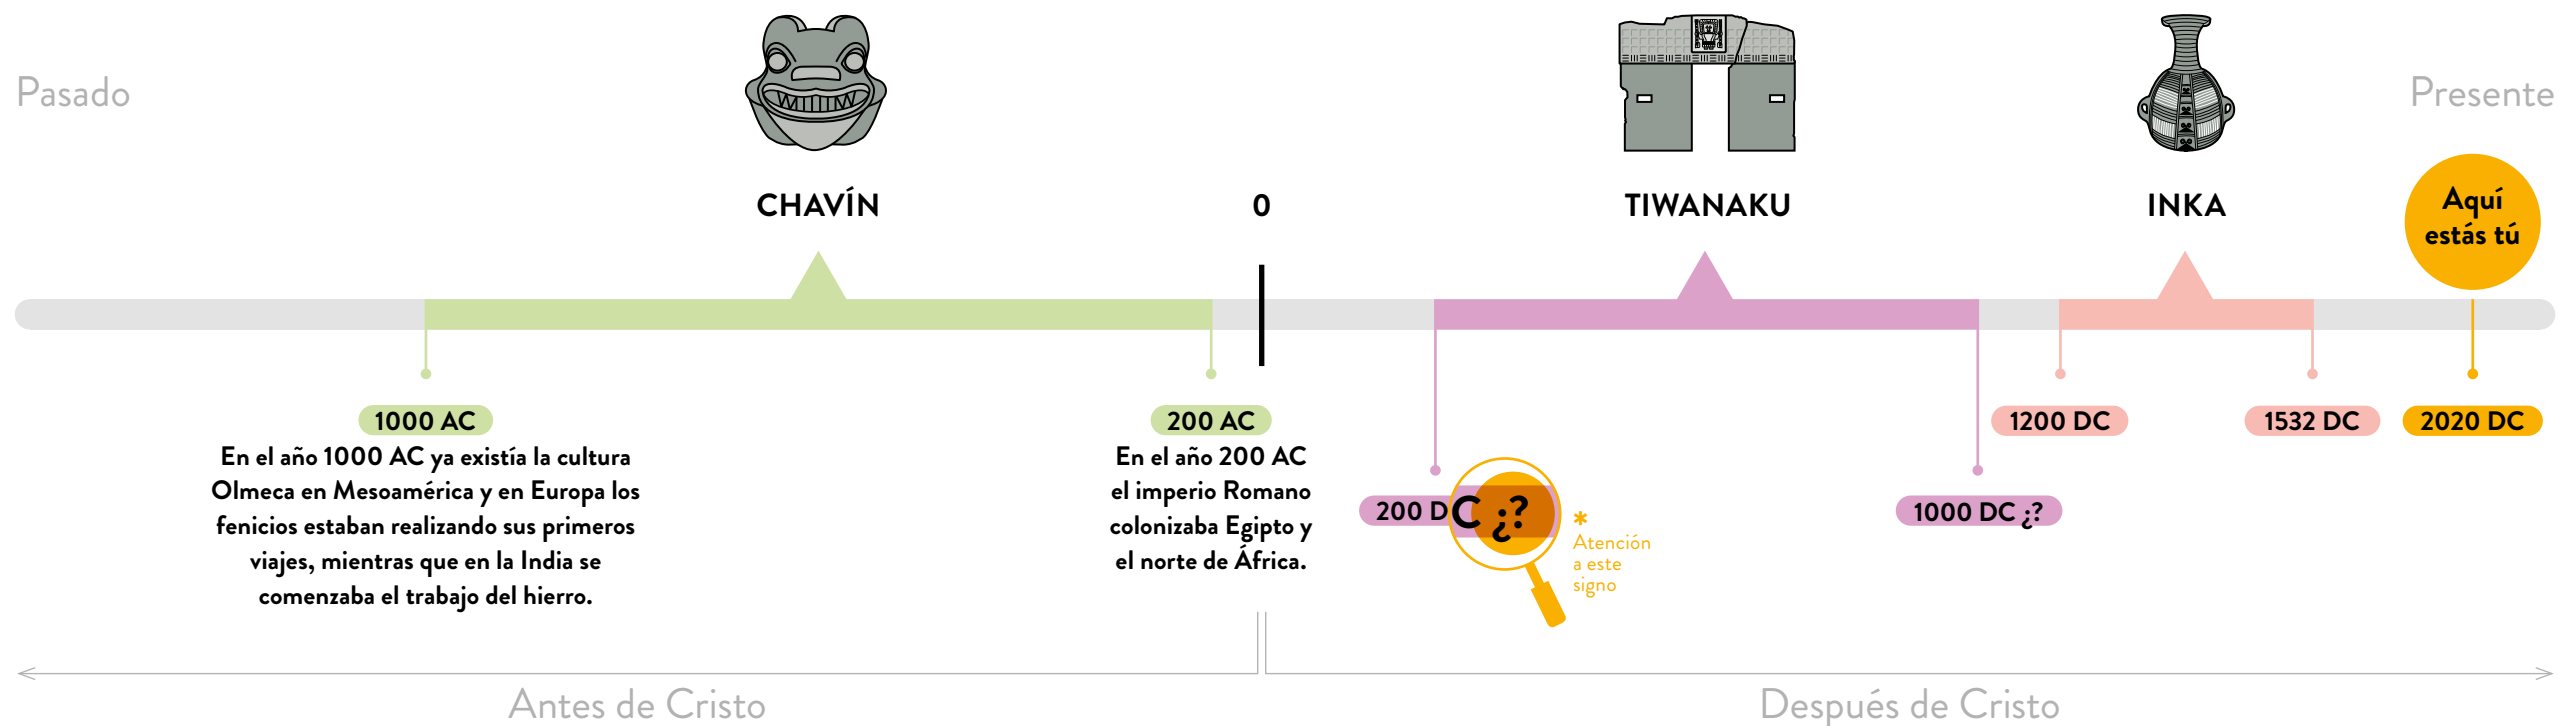 Pasado
Presente
CHAVÍN
0
TIWANAKU
INKA
Aquí
estás tú
1000 AC
En el año 1000 AC ya existía la cultura
Olmeca en Mesoamérica y en Europa los
fenicios estaban realizando sus primeros
viajes, mientras que en la India se
comenzaba el trabajo del hierro.
200 AC
En el año 200 AC
el imperio Romano
colonizaba Egipto y
el norte de África.
200 DC ¿?
*
Atención
a este
signo
1000 DC ¿?
1200 DC
1532 DC
2020 DC
Antes de Cristo
Después de Cristo